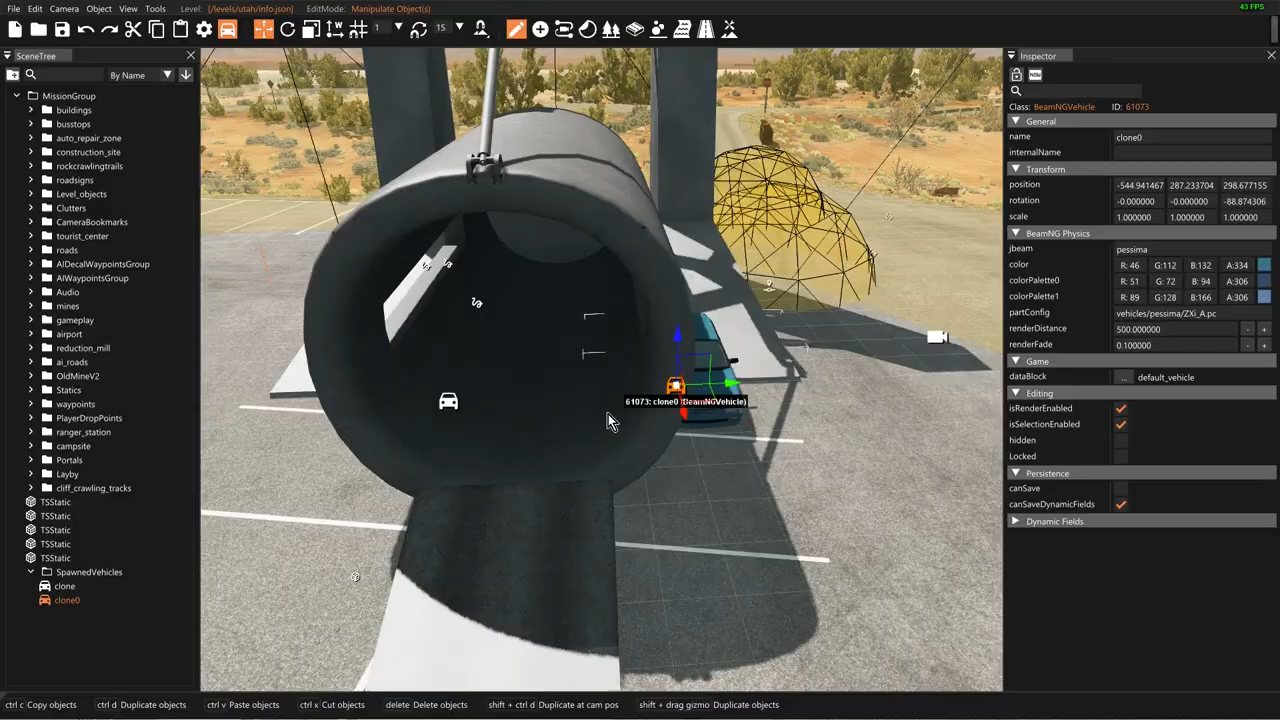 43 FPS
File Edit Camera Object View Tools Level: [/levels/utah/info.json] EditMode: Manipulate Object(s)
1 15
SceneTree
By Name
MissionGroup
buildings
busstops
auto_repair_zone
construction_site
rockcrawlingtrails
roadsigns
Level_objects
Clutters
CameraBookmarks
tourist_center
roads
AIDecalWaypointsGroup
AIWaypointsGroup
Audio
mines
gameplay
airport
reduction_mill
ai_roads
OldMineV2
Statics
waypoints
PlayerDropPoints
ranger_station
campsite
Portals
Layby
cliff_crawling_tracks
TSStatic
TSStatic
TSStatic
TSStatic
TSStatic
SpawnedVehicles
clone
clone0
61073: clone0 (BeamNGVehicle)
Inspector
NEW
Class: BeamNGVehicle ID: 61073
General
name clone0
internalName
Transform
position -544.941467 287.233704 298.677155
rotation -0.000000 -0.000000 -88.874306
scale 1.000000 1.000000 1.000000
BeamNG Physics
jbeam pessima
color R: 46 G:112 B:132 A:334
colorPalette0 R: 51 G: 72 B: 94 A:306
colorPalette1 R: 89 G:128 B:166 A:306
partConfig vehicles/pessima/ZXi_A.pc
renderDistance 500.000000 - +
renderFade 0.100000 - +
Game
dataBlock ... default_vehicle
Editing
isRenderEnabled
isSelectionEnabled
hidden
Locked
Persistence
canSave
canSaveDynamicFields
Dynamic Fields
ctrl c Copy objects ctrl d Duplicate objects ctrl v Paste objects ctrl x Cut objects delete Delete objects shift + ctrl d Duplicate at cam pos shift + drag gizmo Duplicate objects